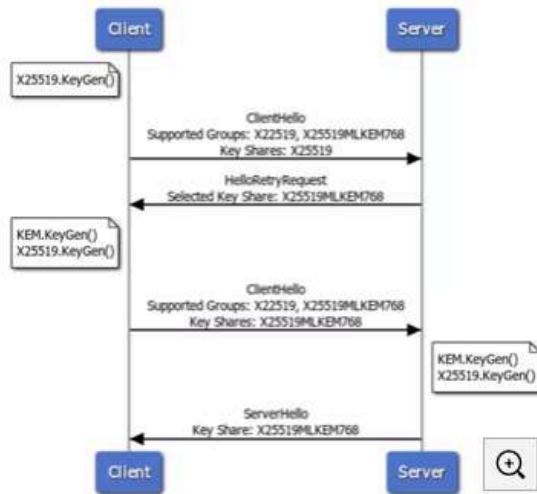 Client
Server
X25519.KeyGen()
ClientHello
Supported Groups: X22519, X25519MLKEM768
Key Shares: X25519
HelloRetryRequest
Selected Key Share: X25519MLKEM768
KEM.KeyGen()
X25519.KeyGen()
ClientHello
Supported Groups: X22519, X25519MLKEM768
Key Shares: X25519MLKEM768
KEM.KeyGen()
X25519.KeyGen()
ServerHello
Key Share: X25519MLKEM768
Client
Server